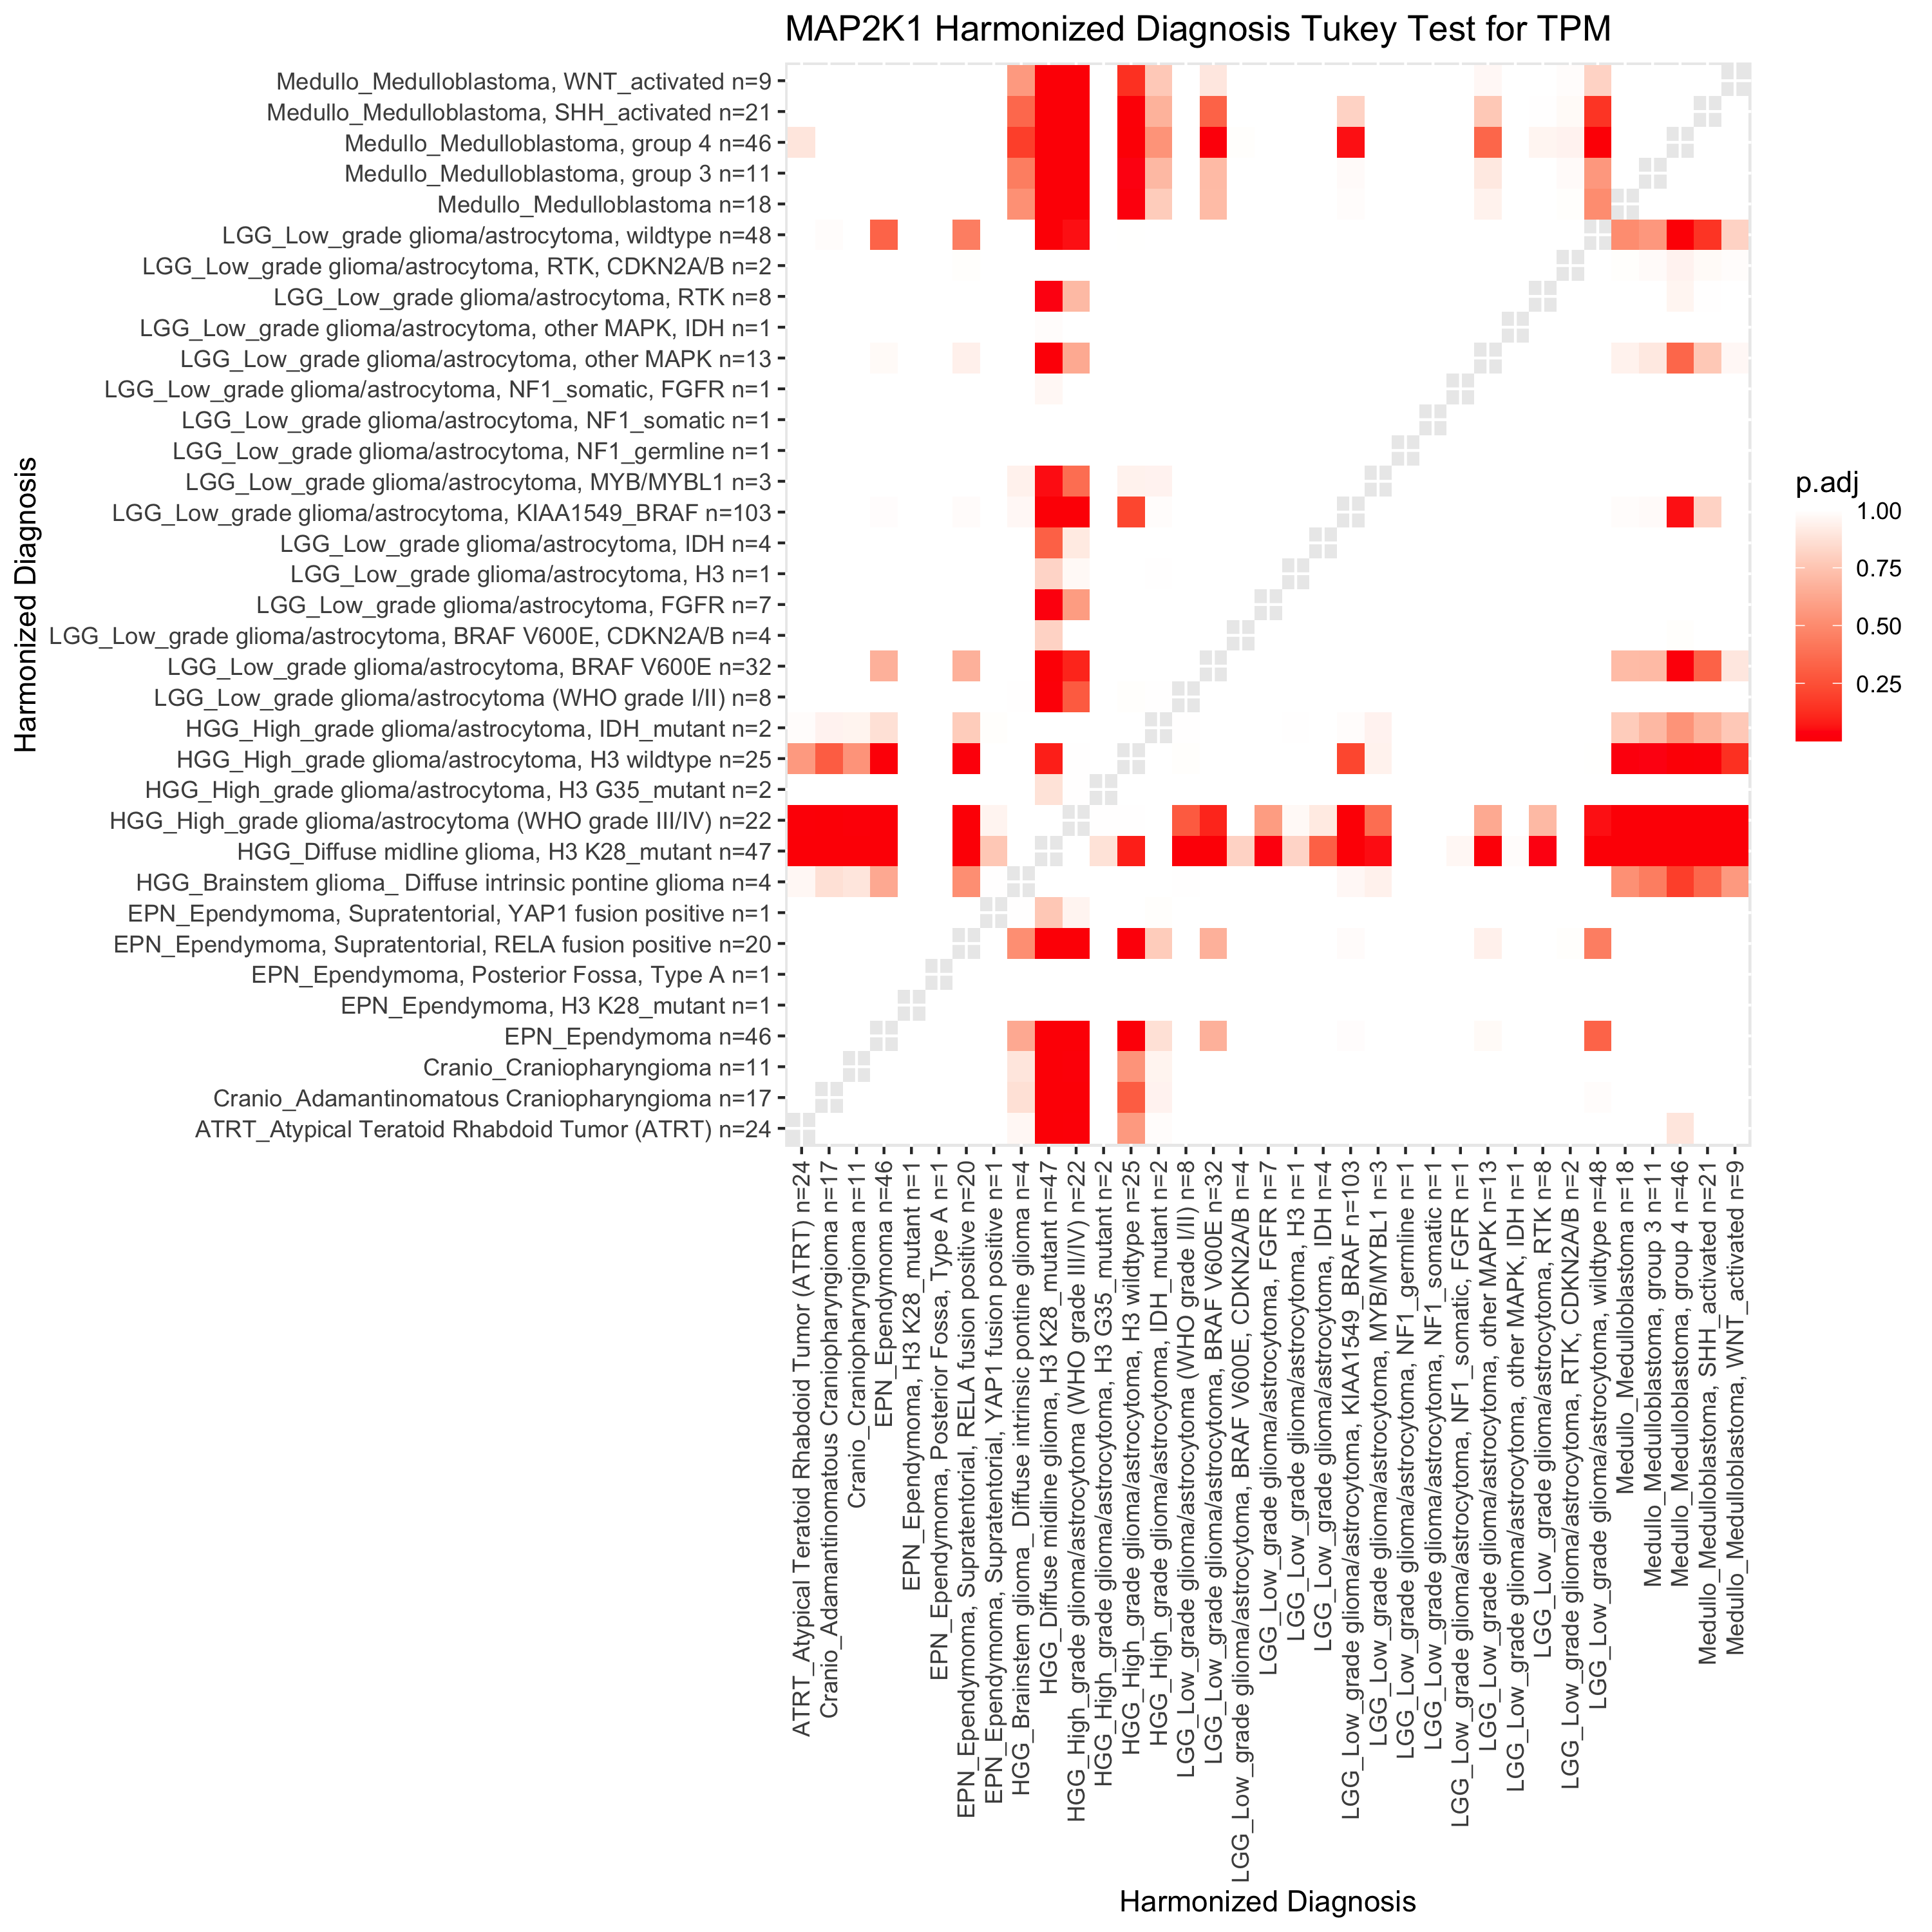 MAP2K1 Harmonized Diagnosis Tukey Test for TPM
Harmonized Diagnosis
Medullo_Medulloblastoma, WNT_activated n=9
Medullo_Medulloblastoma, SHH_activated n=21
Medullo_Medulloblastoma, group 4 n=46
Medullo_Medulloblastoma, group 3 n=11
Medullo_Medulloblastoma n=18
LGG_Low_grade glioma/astrocytoma, wildtype n=48
LGG_Low_grade glioma/astrocytoma, RTK, CDKN2A/B n=2
LGG_Low_grade glioma/astrocytoma, RTK n=8
LGG_Low_grade glioma/astrocytoma, other MAPK, IDH n=1
LGG_Low_grade glioma/astrocytoma, other MAPK n=13
LGG_Low_grade glioma/astrocytoma, NF1_somatic, FGFR n=1
LGG_Low_grade glioma/astrocytoma, NF1_somatic n=1
LGG_Low_grade glioma/astrocytoma, NF1_germline n=1
LGG_Low_grade glioma/astrocytoma, MYB/MYBL1 n=3
LGG_Low_grade glioma/astrocytoma, KIAA1549_BRAF n=103
LGG_Low_grade glioma/astrocytoma, IDH n=4
LGG_Low_grade glioma/astrocytoma, H3 n=1
LGG_Low_grade glioma/astrocytoma, FGFR n=7
LGG_Low_grade glioma/astrocytoma, BRAF V600E, CDKN2A/B n=4
LGG_Low_grade glioma/astrocytoma, BRAF V600E n=32
LGG_Low_grade glioma/astrocytoma (WHO grade I/II) n=8
HGG_High_grade glioma/astrocytoma, IDH_mutant n=2
HGG_High_grade glioma/astrocytoma, H3 wildtype n=25
HGG_High_grade glioma/astrocytoma, H3 G35_mutant n=2
HGG_High_grade glioma/astrocytoma (WHO grade III/IV) n=22
HGG_Diffuse midline glioma, H3 K28_mutant n=47
HGG_Brainstem glioma_ Diffuse intrinsic pontine glioma n=4
EPN_Ependymoma, Supratentorial, YAP1 fusion positive n=1
EPN_Ependymoma, Supratentorial, RELA fusion positive n=20
EPN_Ependymoma, Posterior Fossa, Type A n=1
EPN_Ependymoma, H3 K28_mutant n=1
EPN_Ependymoma n=46
Cranio_Craniopharyngioma n=11
Cranio_Adamantinomatous Craniopharyngioma n=17
ATRT_Atypical Teratoid Rhabdoid Tumor (ATRT) n=24
p.adj
1.00
0.75
0.50
0.25
ATRT_Atypical Teratoid Rhabdoid Tumor (ATRT) n=24
Cranio_Adamantinomatous Craniopharyngioma n=17
Cranio_Craniopharyngioma n=11
EPN_Ependymoma n=46
EPN_Ependymoma, H3 K28_mutant n=1
EPN_Ependymoma, Posterior Fossa, Type A n=1
EPN_Ependymoma, Supratentorial, RELA fusion positive n=20
EPN_Ependymoma, Supratentorial, YAP1 fusion positive n=1
HGG_Brainstem glioma_ Diffuse intrinsic pontine glioma n=4
HGG_Diffuse midline glioma, H3 K28_mutant n=47
HGG_High_grade glioma/astrocytoma (WHO grade III/IV) n=22
HGG_High_grade glioma/astrocytoma, H3 G35_mutant n=2
HGG_High_grade glioma/astrocytoma, H3 wildtype n=25
HGG_High_grade glioma/astrocytoma, IDH_mutant n=2
LGG_Low_grade glioma/astrocytoma (WHO grade I/II) n=8
LGG_Low_grade glioma/astrocytoma, BRAF V600E n=32
LGG_Low_grade glioma/astrocytoma, BRAF V600E, CDKN2A/B n=4
LGG_Low_grade glioma/astrocytoma, FGFR n=7
LGG_Low_grade glioma/astrocytoma, H3 n=1
LGG_Low_grade glioma/astrocytoma, IDH n=4
LGG_Low_grade glioma/astrocytoma, KIAA1549_BRAF n=103
LGG_Low_grade glioma/astrocytoma, MYB/MYBL1 n=3
LGG_Low_grade glioma/astrocytoma, NF1_germline n=1
LGG_Low_grade glioma/astrocytoma, NF1_somatic n=1
LGG_Low_grade glioma/astrocytoma, NF1_somatic, FGFR n=1
LGG_Low_grade glioma/astrocytoma, other MAPK n=13
LGG_Low_grade glioma/astrocytoma, other MAPK, IDH n=1
LGG_Low_grade glioma/astrocytoma, RTK n=8
LGG_Low_grade glioma/astrocytoma, RTK, CDKN2A/B n=2
LGG_Low_grade glioma/astrocytoma, wildtype n=48
Medullo_Medulloblastoma n=18
Medullo_Medulloblastoma, group 3 n=11
Medullo_Medulloblastoma, group 4 n=46
Medullo_Medulloblastoma, SHH_activated n=21
Medullo_Medulloblastoma, WNT_activated n=9
Harmonized Diagnosis